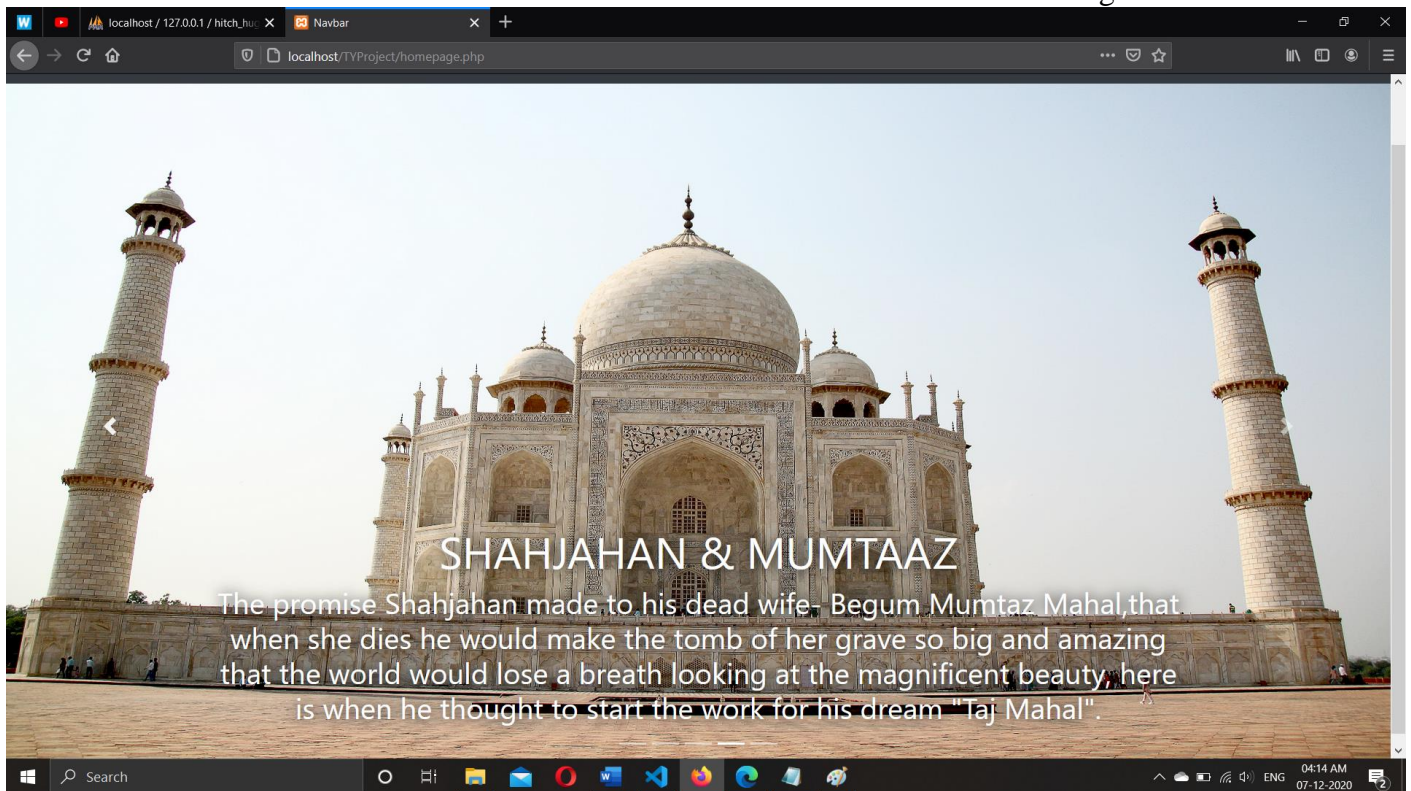 localhost / 127.0.0.1 / hitch_hug
Navbar
localhost/TYProject/homepage.php
SHAHJAHAN & MUMTAAZ
The promise Shahjahan made to his dead wife- Begum Mumtaz Mahal,that
when she dies he would make the tomb of her grave so big and amazing
that the world would lose a breath looking at the magnificent beauty, here
is when he thought to start the work for his dream "Taj Mahal".
Search
ENG
04:14 AM
07-12-2020
2